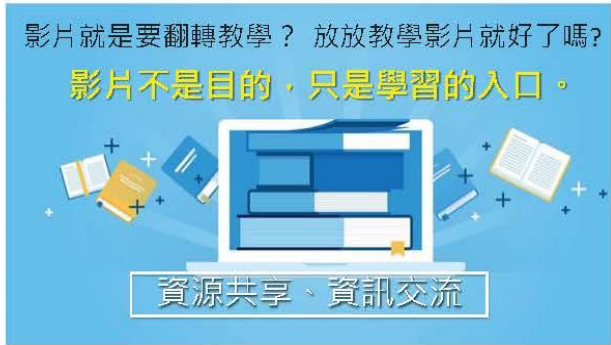 影片就是要翻轉教學？ 放放教學影片就好了嗎?
影片不是目的，只是學習的入口。
資源共享、資訊交流